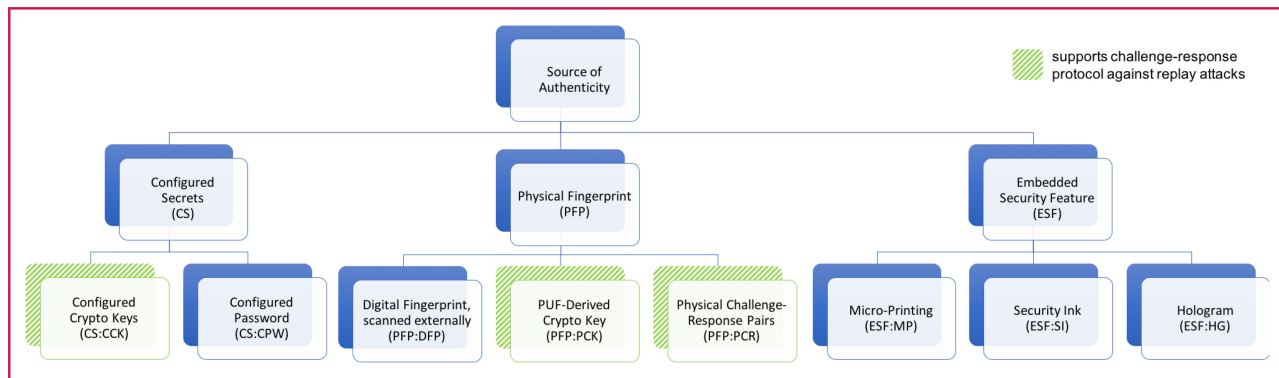 Source of
Authenticity
supports challenge-response
protocol against replay attacks
Configured
Secrets
(CS)
Physical Fingerprint
(PFP)
Embedded
Security Feature
(ESF)
Configured
Crypto Keys
(CS:CCK)
Configured
Password
(CS:CPW)
Digital Fingerprint,
scanned externally
(PFP:DFP)
PUF-Derived
Crypto Key
(PFP:PCK)
Physical Challenge-
Response Pairs
(PFP:PCR)
Micro-Printing
(ESF:MP)
Security Ink
(ESF:SI)
Hologram
(ESF:HG)